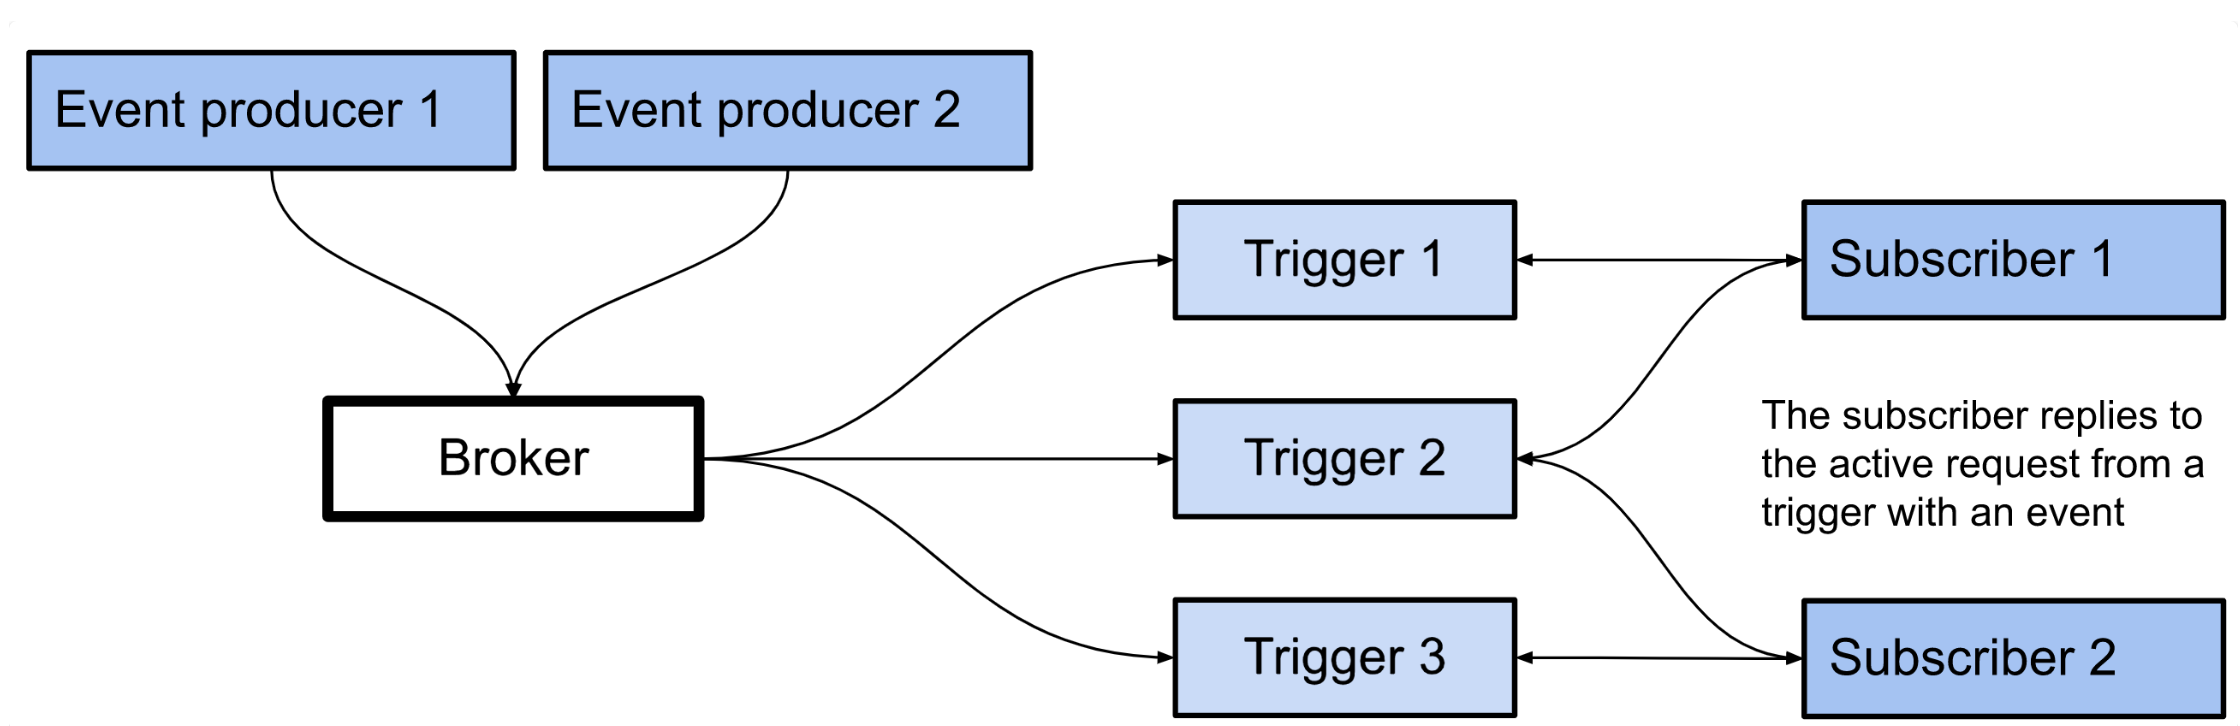 Event producer 1
Event producer 2
Trigger 1
Subscriber 1
Broker
Trigger 2
The subscriber replies to
the active request from a
trigger with an event
Trigger 3
Subscriber 2